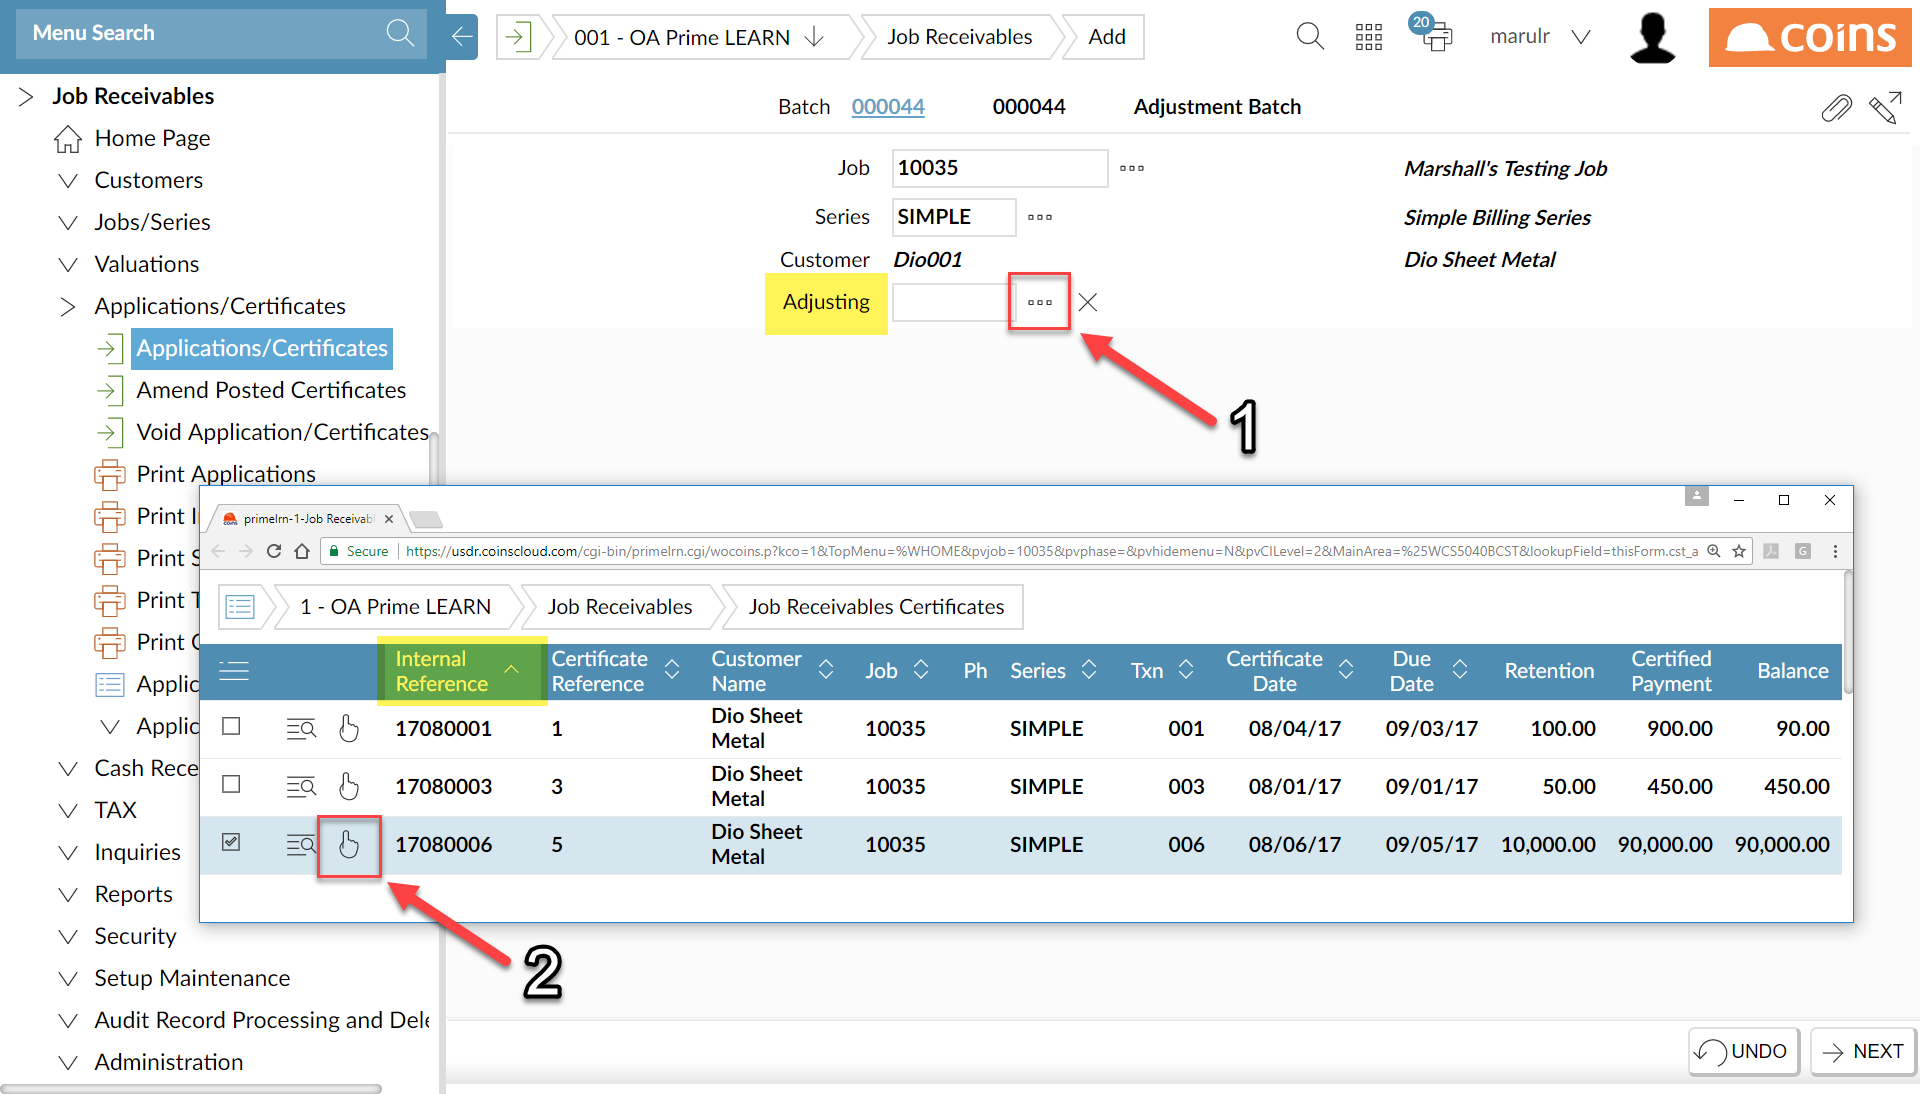 Menu Search
001 - OA Prime LEARN
Job Receivables
Add
20
marulr
coins
Job Receivables
Home Page
Customers
Jobs/Series
Valuations
Applications/Certificates
Applications/Certificates
Amend Posted Certificates
Void Application/Certificates
Print Applications
Print I
Print S
Print T
Print C
Applic
Applic
Cash Rece
TAX
Inquiries
Reports
Security
Setup Maintenance
Audit Record Processing and Dele
Administration
Batch 000044 000044 Adjustment Batch
Job 10035 Marshall's Testing Job
Series SIMPLE Simple Billing Series
Customer Dio001 Dio Sheet Metal
Adjusting
1
primelrn-1-Job Receivabl
Secure https://usdr.coinscloud.com/cgi-bin/primelrn.cgi/wocoins.p?kco=1&TopMenu=%WHOME&pvjob=10035&pvphase=&pvhidemenu=N&pvCILevel=2&MainArea=%25WCS5040BCST&lookupField=thisForm.cst_a
1 - OA Prime LEARN
Job Receivables
Job Receivables Certificates
Internal Reference Certificate Reference Customer Name Job Ph Series Txn Certificate Date Due Date Retention Certified Payment Balance
17080001 1 Dio Sheet Metal 10035 SIMPLE 001 08/04/17 09/03/17 100.00 900.00 90.00
17080003 3 Dio Sheet Metal 10035 SIMPLE 003 08/01/17 09/01/17 50.00 450.00 450.00
17080006 5 Dio Sheet Metal 10035 SIMPLE 006 08/06/17 09/05/17 10,000.00 90,000.00 90,000.00
2
UNDO
NEXT